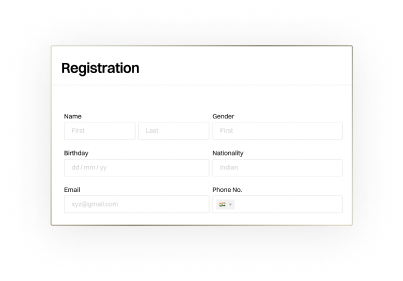 Registration
Name
Gender
First
Last
First
Birthday
Nationality
dd / mm / yy
Indian
Email
Phone No.
xyz@gmail.com